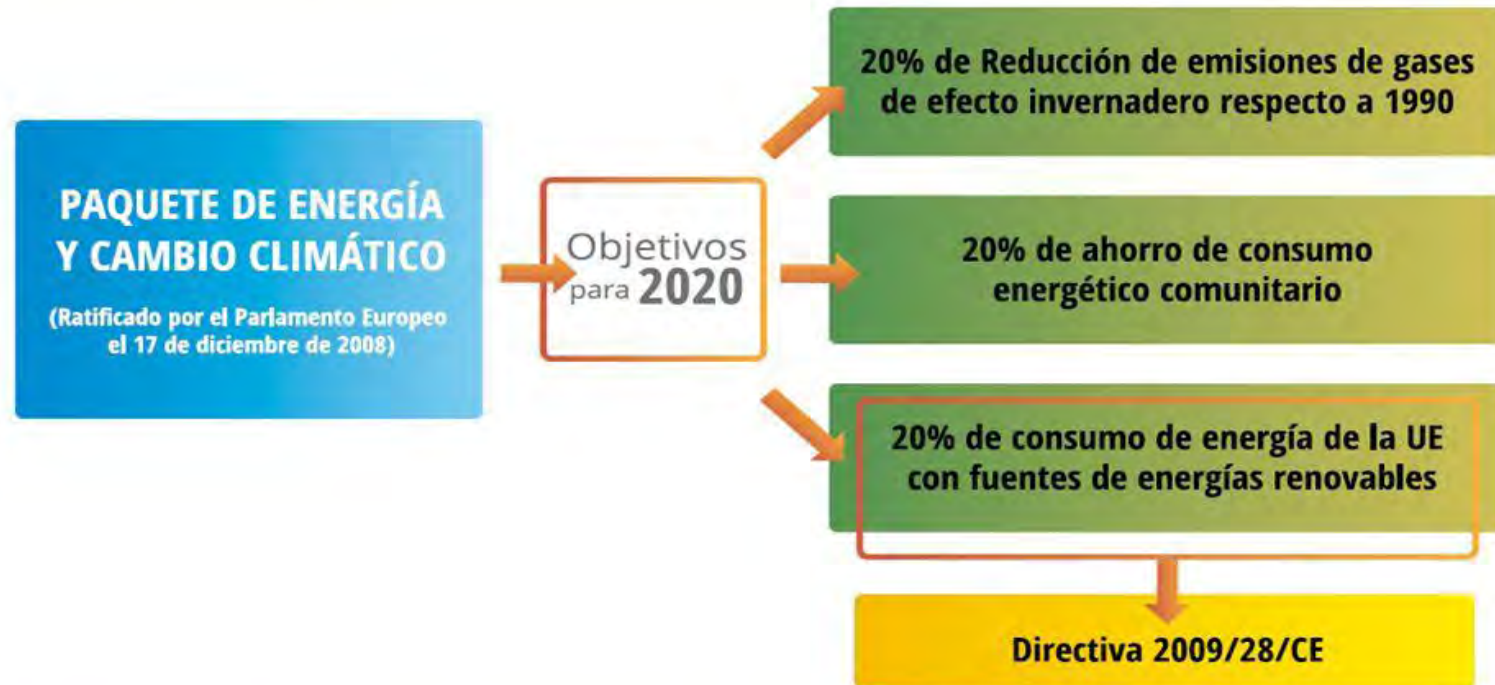 PAQUETE DE ENERGÍA
Y CAMBIO CLIMÁTICO
(Ratificado por el Parlamento Europeo
el 17 de diciembre de 2008)
Objetivos
para 2020
20% de Reducción de emisiones de gases
de efecto invernadero respecto a 1990
20% de ahorro de consumo
energético comunitario
20% de consumo de energía de la UE
con fuentes de energías renovables
Directiva 2009/28/CE